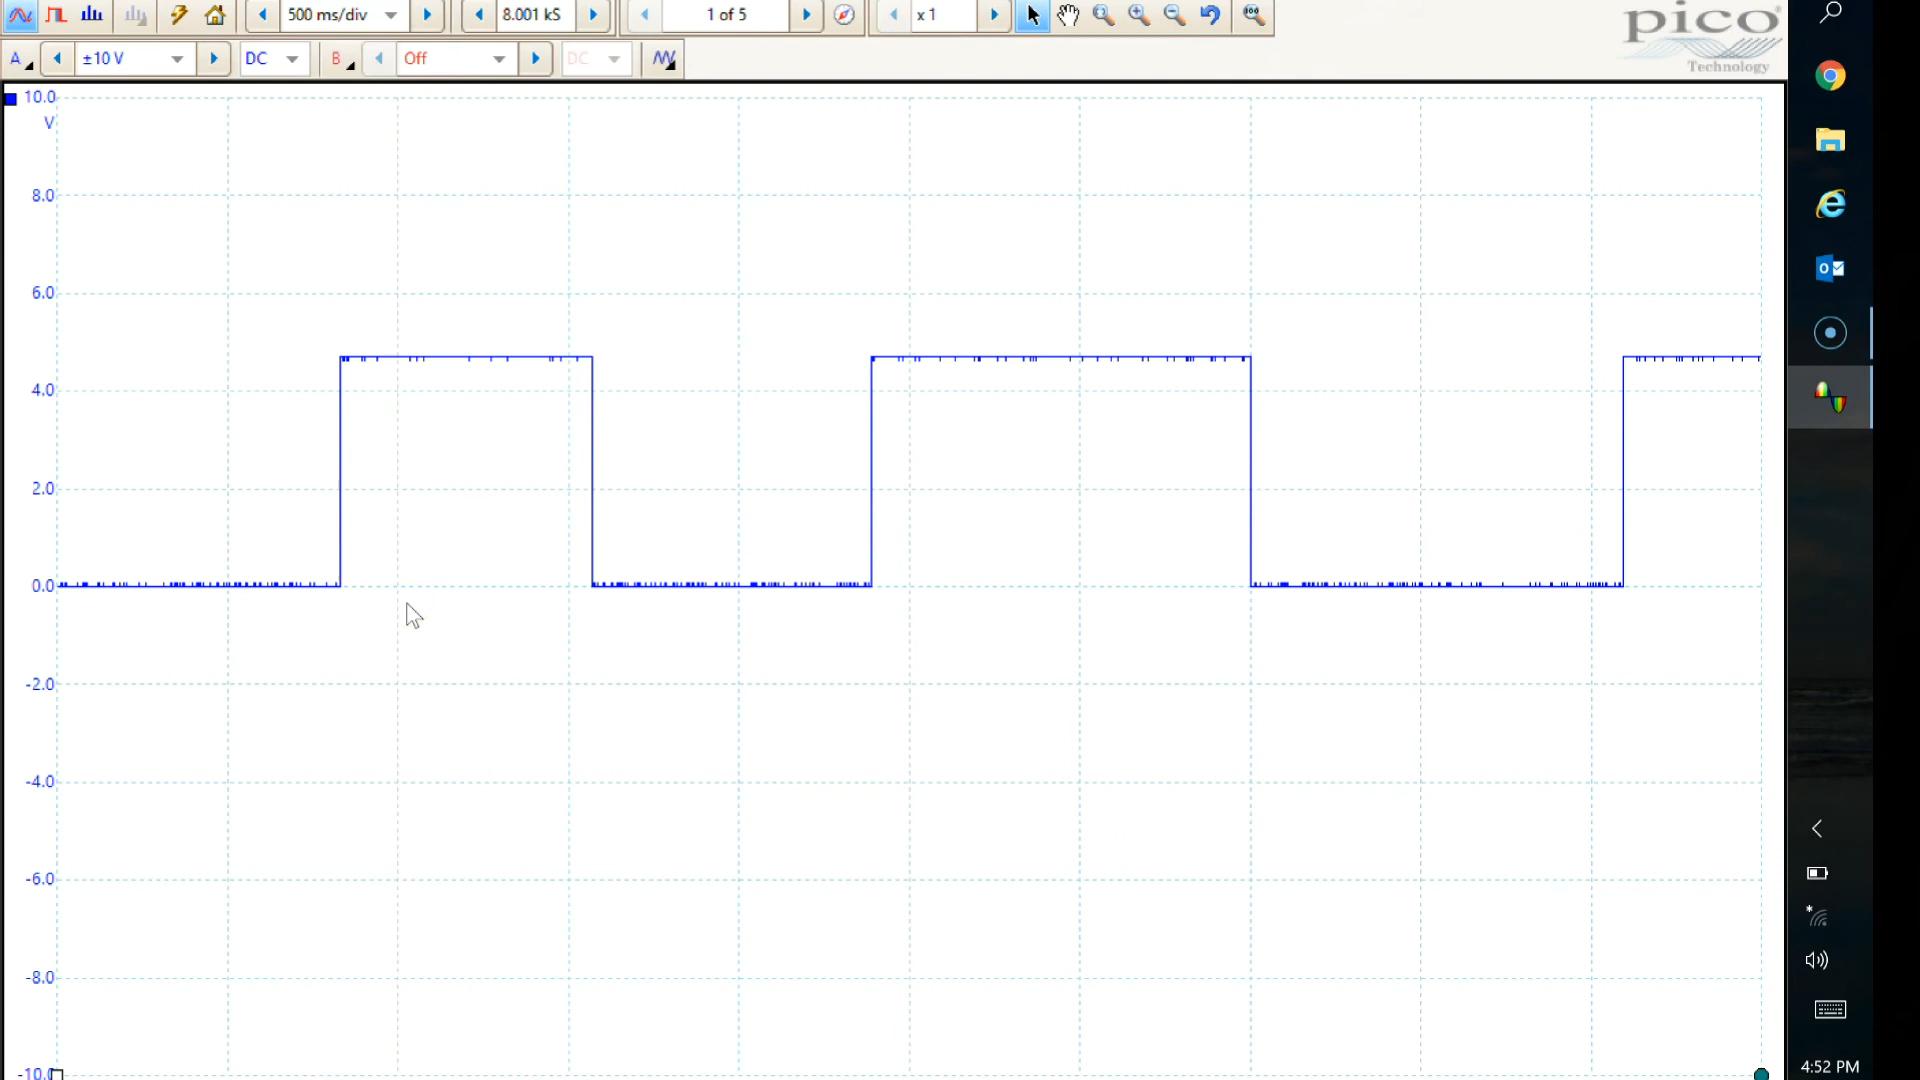 500 ms/div 8.001 kS 1 of 5 x 1
pico
Technology
A ±10 V DC B Off DC
10.0
V
8.0
6.0
4.0
2.0
0.0
-2.0
-4.0
-6.0
-8.0
-10.0
4:52 PM